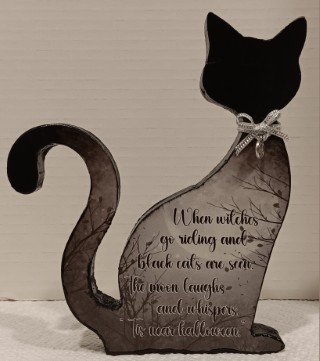 When witches
go riding and
black cats are seen.
The moon laughs
and whispers
'Tis near halloween.